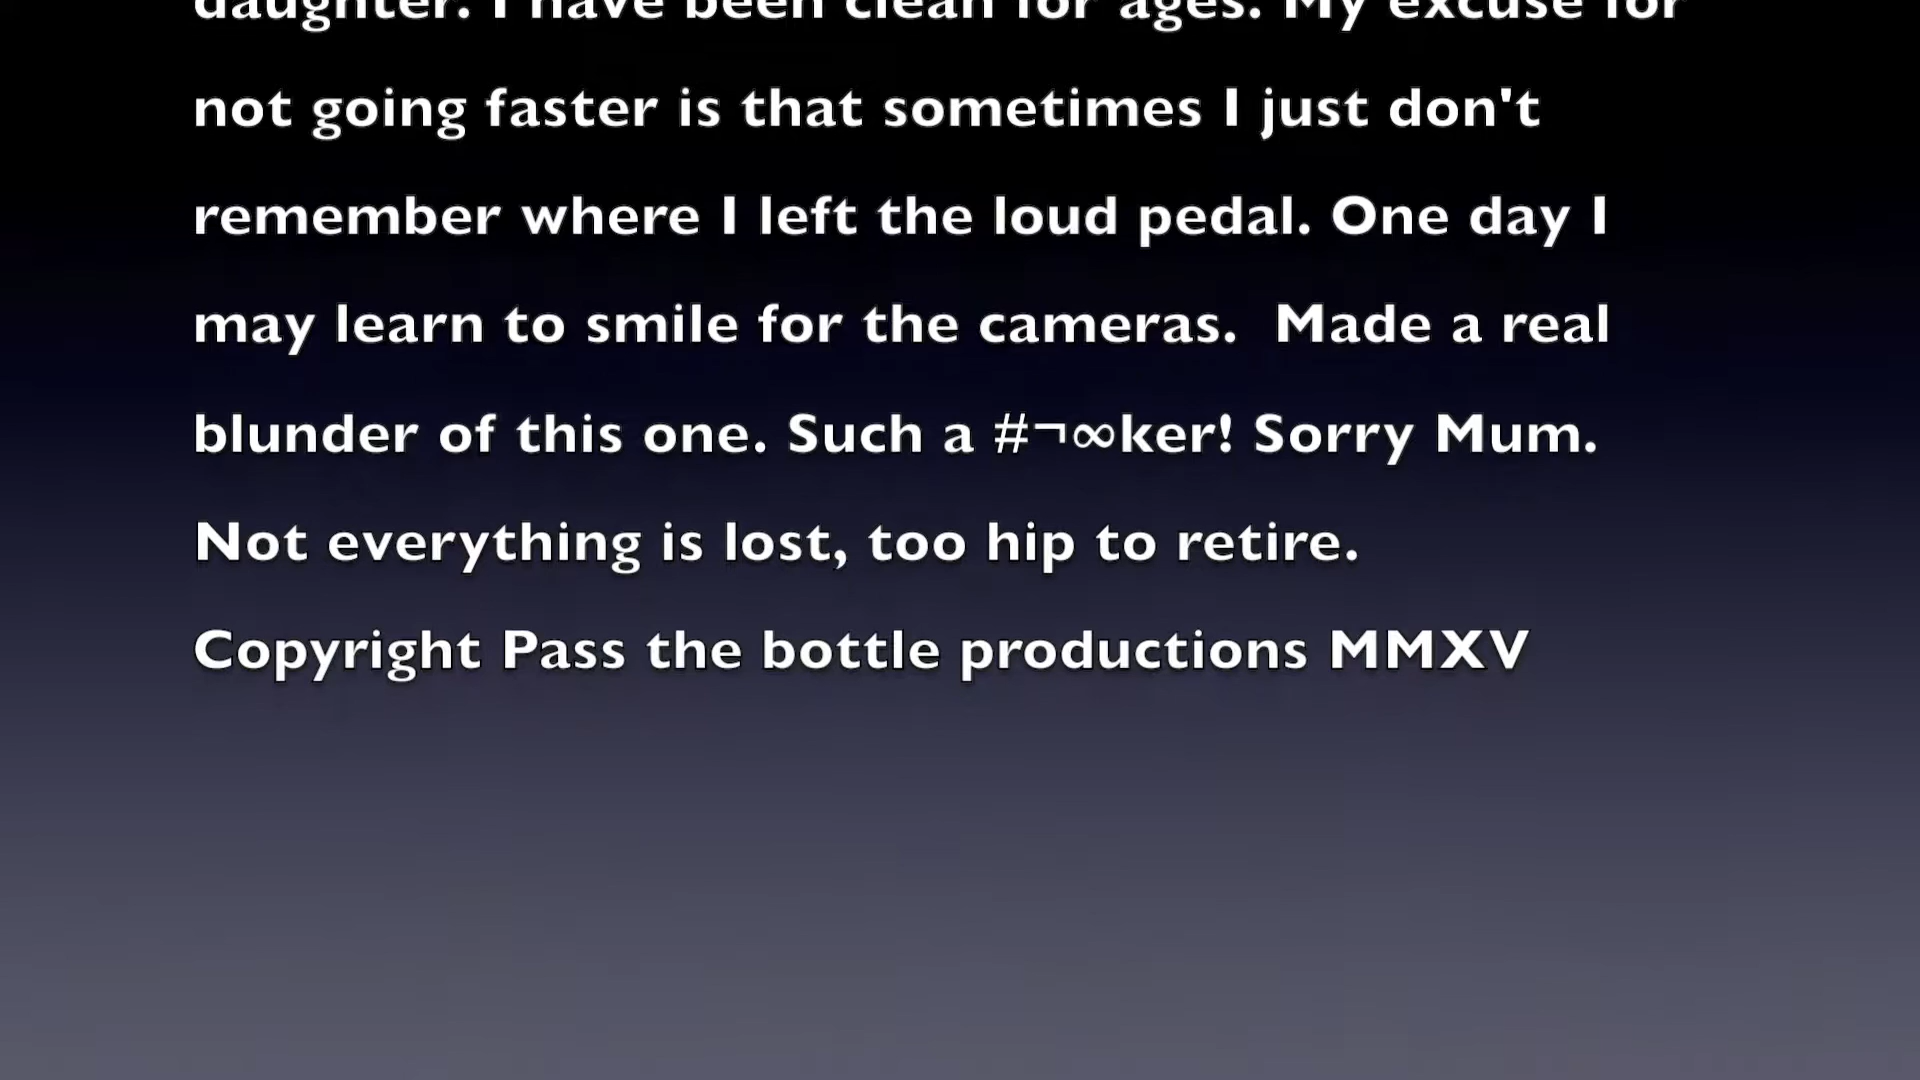 daughter. I have been clean for ages. My excuse for
not going faster is that sometimes I just don't
remember where I left the loud pedal. One day I
may learn to smile for the cameras.  Made a real
blunder of this one. Such a #¬∞ker! Sorry Mum.
Not everything is lost, too hip to retire.
Copyright Pass the bottle productions MMXV